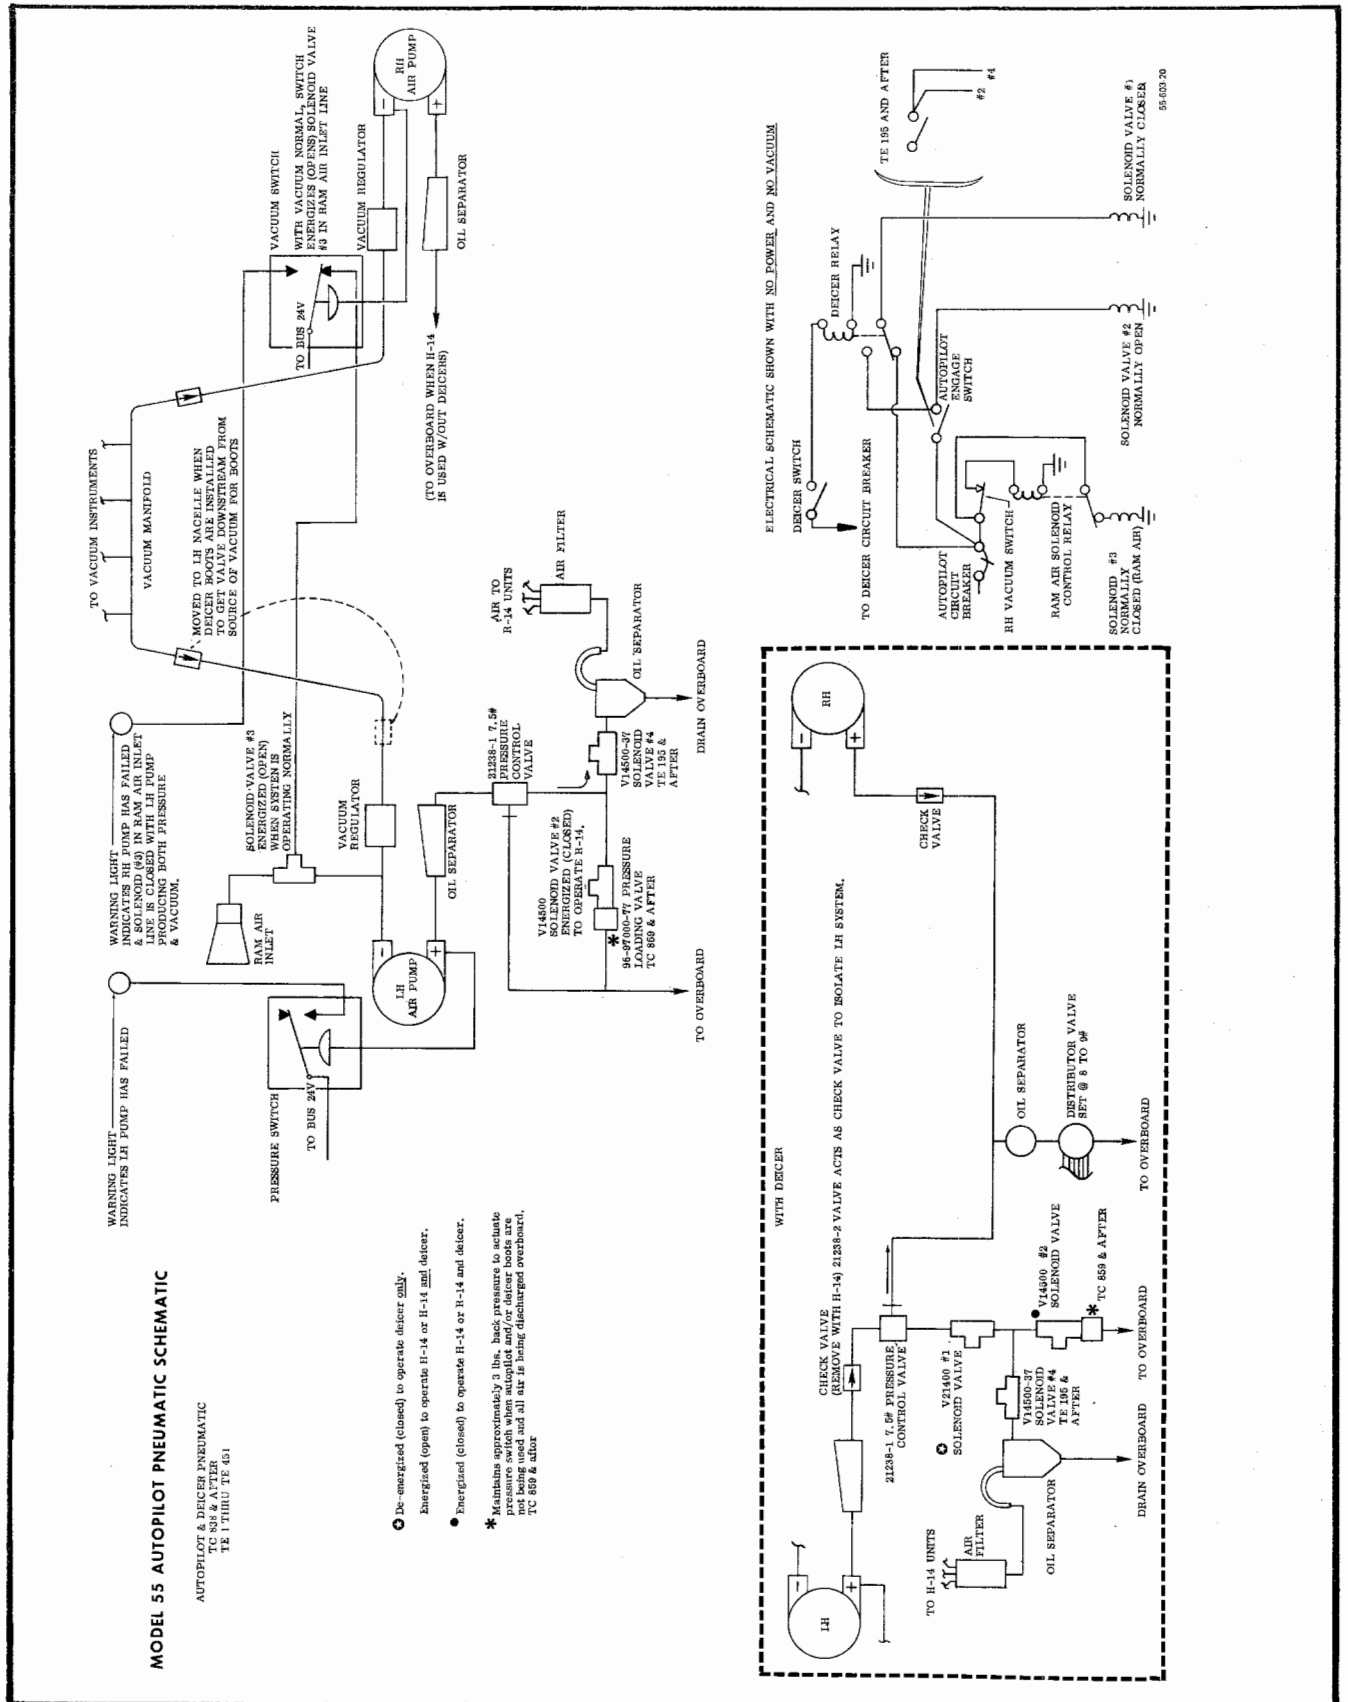 MODEL 55 AUTOPILOT PNEUMATIC SCHEMATIC
AUTOPILOT & DEICER PNEUMATIC
TC 838 & AFTER
TE 1 THRU TE 451
WARNING LIGHT
INDICATES LH PUMP HAS FAILED
PRESSURE SWITCH
TO BUS 24V
WARNING LIGHT
INDICATES RH PUMP HAS FAILED
& SOLENOID (#3) IN RAM AIR INLET
LINE IS CLOSED WITH LH PUMP
PRODUCING BOTH PRESSURE
& VACUUM.
RAM AIR
INLET
SOLENOID VALVE #3
ENERGIZED (OPEN)
WHEN SYSTEM IS
OPERATING NORMALLY
TO VACUUM INSTRUMENTS
VACUUM MANIFOLD
MOVED TO LH NACELLE WHEN
DEICER BOOTS ARE INSTALLED
TO GET VALVE DOWNSTREAM FROM
SOURCE OF VACUUM FOR BOOTS
VACUUM SWITCH
WITH VACUUM NORMAL, SWITCH
ENERGIZES (OPENS) SOLENOID VALVE
#3 IN RAM AIR INLET LINE
TO BUS 24V
VACUUM REGULATOR
RH
AIR PUMP
-
+
OIL SEPARATOR
(TO OVERBOARD WHEN H-14
IS USED W/OUT DEICERS)
VACUUM
REGULATOR
LH
AIR PUMP
-
+
OIL SEPARATOR
21238-1 7.5#
PRESSURE
CONTROL
VALVE
AIR TO
R-14 UNITS
AIR FILTER
OIL SEPARATOR
V14500
SOLENOID VALVE #2
ENERGIZED (CLOSED)
TO OPERATE R-14.
* 96-97000-77 PRESSURE
LOADING VALVE
TC 859 & AFTER
V14500-37
SOLENOID
VALVE #4
TE 195 &
AFTER
DRAIN OVERBOARD
TO OVERBOARD
✪ De-energized (closed) to operate deicer only.
Energized (open) to operate H-14 or H-14 and deicer.
● Energized (closed) to operate H-14 or R-14 and deicer.
* Maintains approximately 3 lbs. back pressure to actuate
pressure switch when autopilot and/or deicer boots are
not being used and all air is being discharged overboard.
TC 859 & after
ELECTRICAL SCHEMATIC SHOWN WITH NO POWER AND NO VACUUM
DEICER SWITCH
TO DEICER CIRCUIT BREAKER
DEICER RELAY
AUTOPILOT
ENGAGE
SWITCH
TE 195 AND AFTER
#2
#4
AUTOPILOT
CIRCUIT
BREAKER
RH VACUUM SWITCH
RAM AIR SOLENOID
CONTROL RELAY
SOLENOID #3
NORMALLY
CLOSED (RAM AIR)
SOLENOID VALVE #2
NORMALLY OPEN
SOLENOID VALVE #1
NORMALLY CLOSED
55-603-20
WITH DEICER
CHECK VALVE
(REMOVE WITH H-14) 21238-2 VALVE ACTS AS CHECK VALVE TO ISOLATE LH SYSTEM.
LH
-
+
RH
-
+
CHECK
VALVE
21238-1 7.5# PRESSURE
CONTROL VALVE
✪ V21400 #1
SOLENOID VALVE
● V14500 #2
SOLENOID VALVE
* TC 859 & AFTER
V14500-37
SOLENOID
VALVE #4
TE 195 &
AFTER
TO H-14 UNITS
AIR
FILTER
OIL SEPARATOR
DRAIN OVERBOARD
TO OVERBOARD
OIL SEPARATOR
DISTRIBUTOR VALVE
SET @ 8 TO 9#
TO OVERBOARD